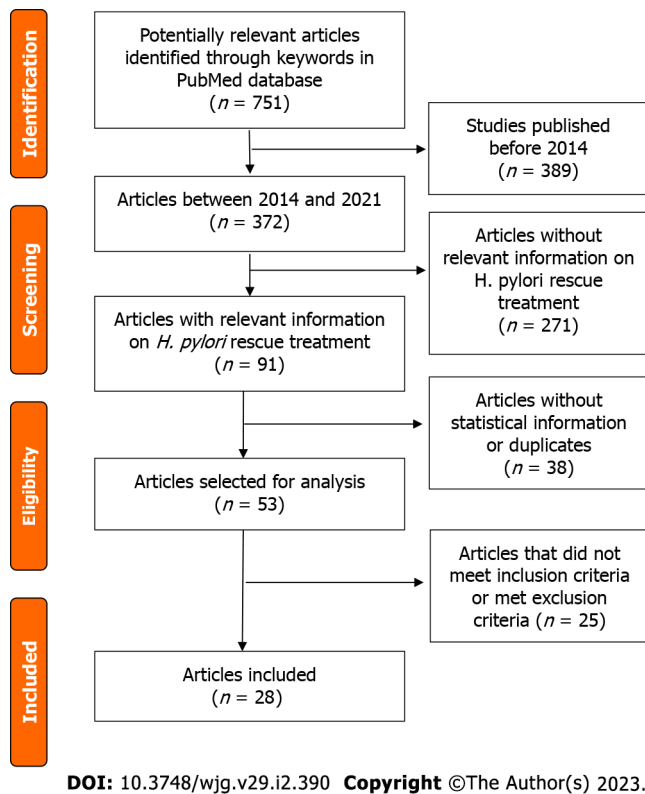 Identification
Potentially relevant articles
identified through keywords in
PubMed database
(n = 751)
Studies published
before 2014
(n = 389)
Articles between 2014 and 2021
(n = 372)
Screening
Articles without
relevant information on
H. pylori rescue
treatment
(n = 271)
Articles with relevant information
on H. pylori rescue treatment
(n = 91)
Eligibility
Articles without
statistical information
or duplicates
(n = 38)
Articles selected for analysis
(n = 53)
Articles that did not
meet inclusion criteria
or met exclusion
criteria (n = 25)
Included
Articles included
(n = 28)
DOI: 10.3748/wjg.v29.i2.390 Copyright ©The Author(s) 2023.